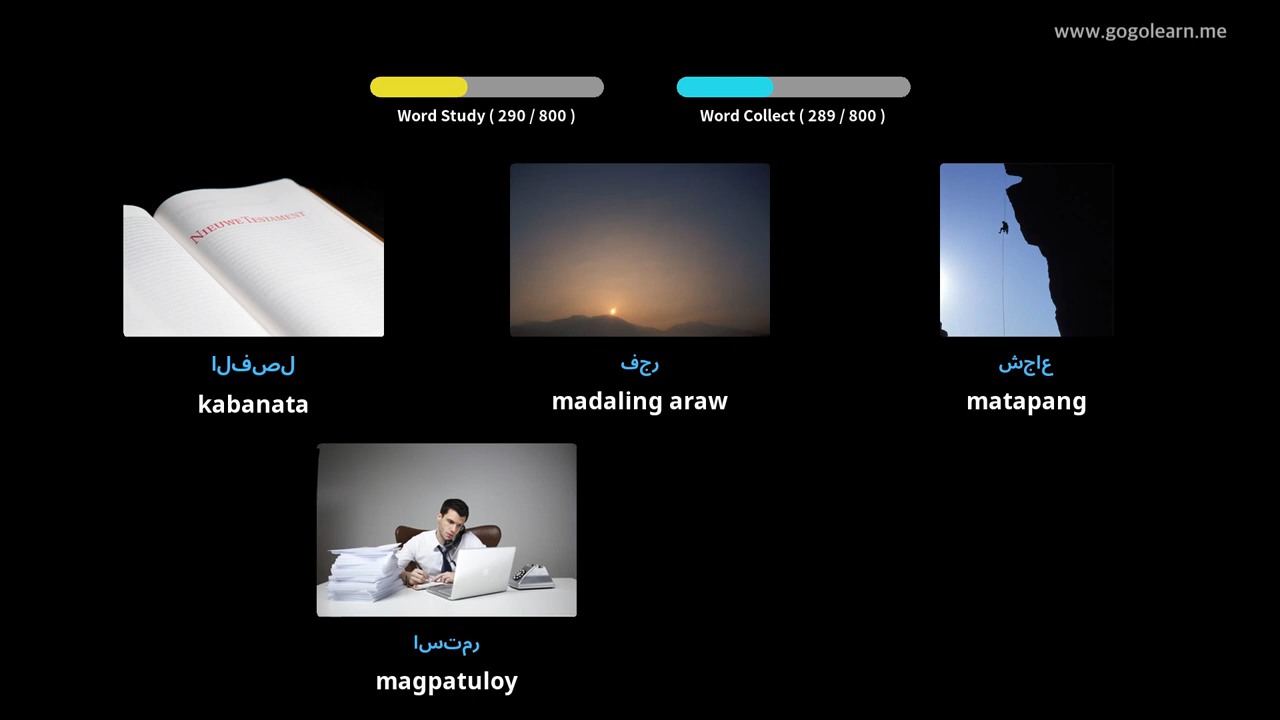 www.gogolearn.me
Word Study ( 290 / 800 )
Word Collect ( 289 / 800 )
NIEUWE TESTAMENT
الفصل
kabanata
فجر
madaling araw
شجاع
matapang
استمر
magpatuloy